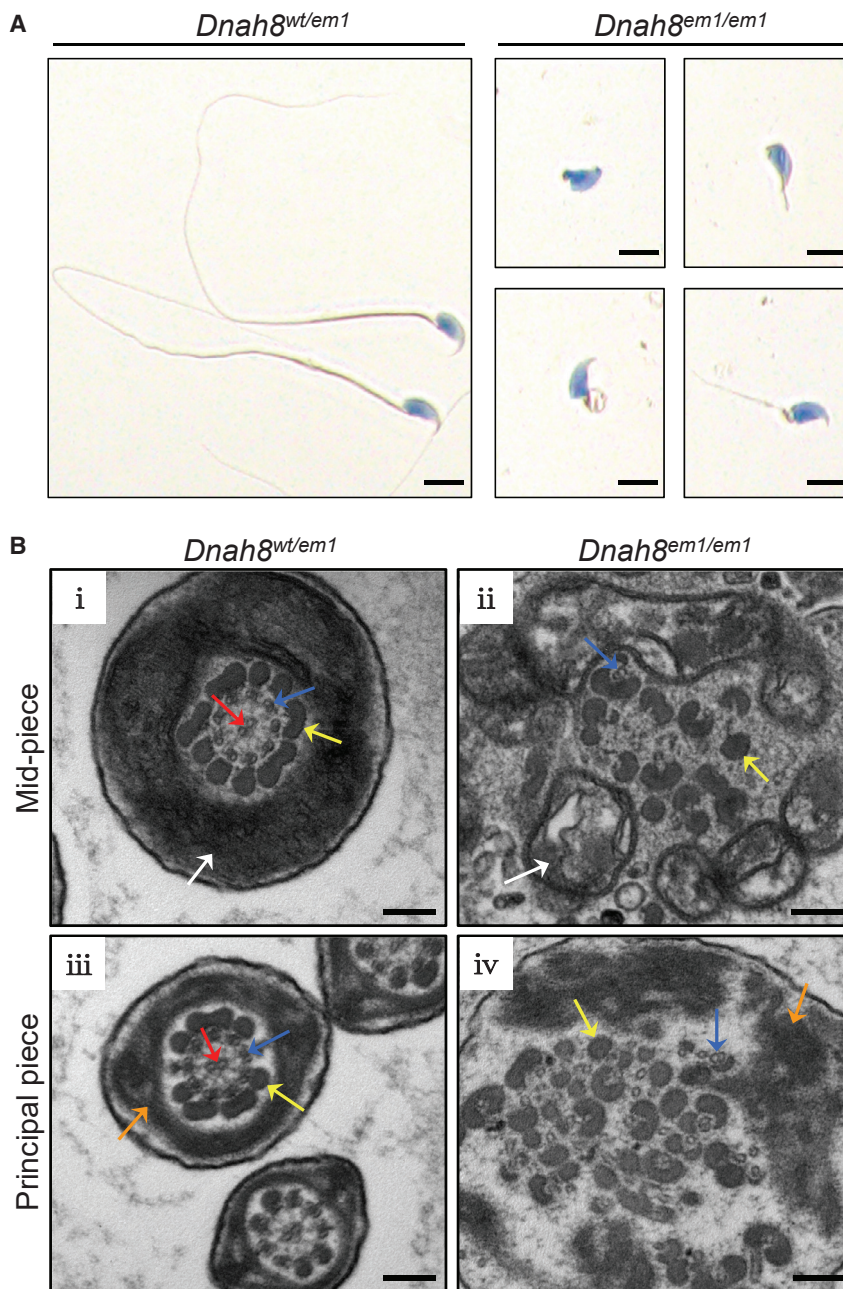 A
Dnah8wt/em1
Dnah8em1/em1
B
Dnah8wt/em1
Dnah8em1/em1
Mid-piece
i
ii
Principal piece
iii
iv